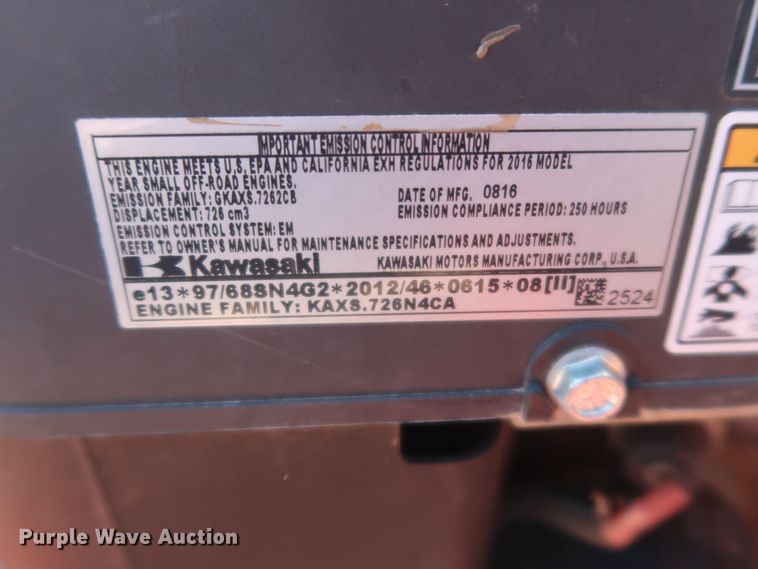 IMPORTANT EMISSION CONTROL INFORMATION
THIS ENGINE MEETS U.S. EPA AND CALIFORNIA EXH REGULATIONS FOR 2016 MODEL
YEAR SMALL OFF-ROAD ENGINES.
EMISSION FAMILY: GKAXS.7262CB DATE OF MFG. 0816
DISPLACEMENT: 726 cm3 EMISSION COMPLIANCE PERIOD: 250 HOURS
EMISSION CONTROL SYSTEM: EM
REFER TO OWNER'S MANUAL FOR MAINTENANCE SPECIFICATIONS AND ADJUSTMENTS.
Kawasaki KAWASAKI MOTORS MANUFACTURING CORP., U.S.A.
e13*97/68SN4G2*2012/46*0615*08[II] 2524
ENGINE FAMILY: KAXS.726N4CA
Purple Wave Auction